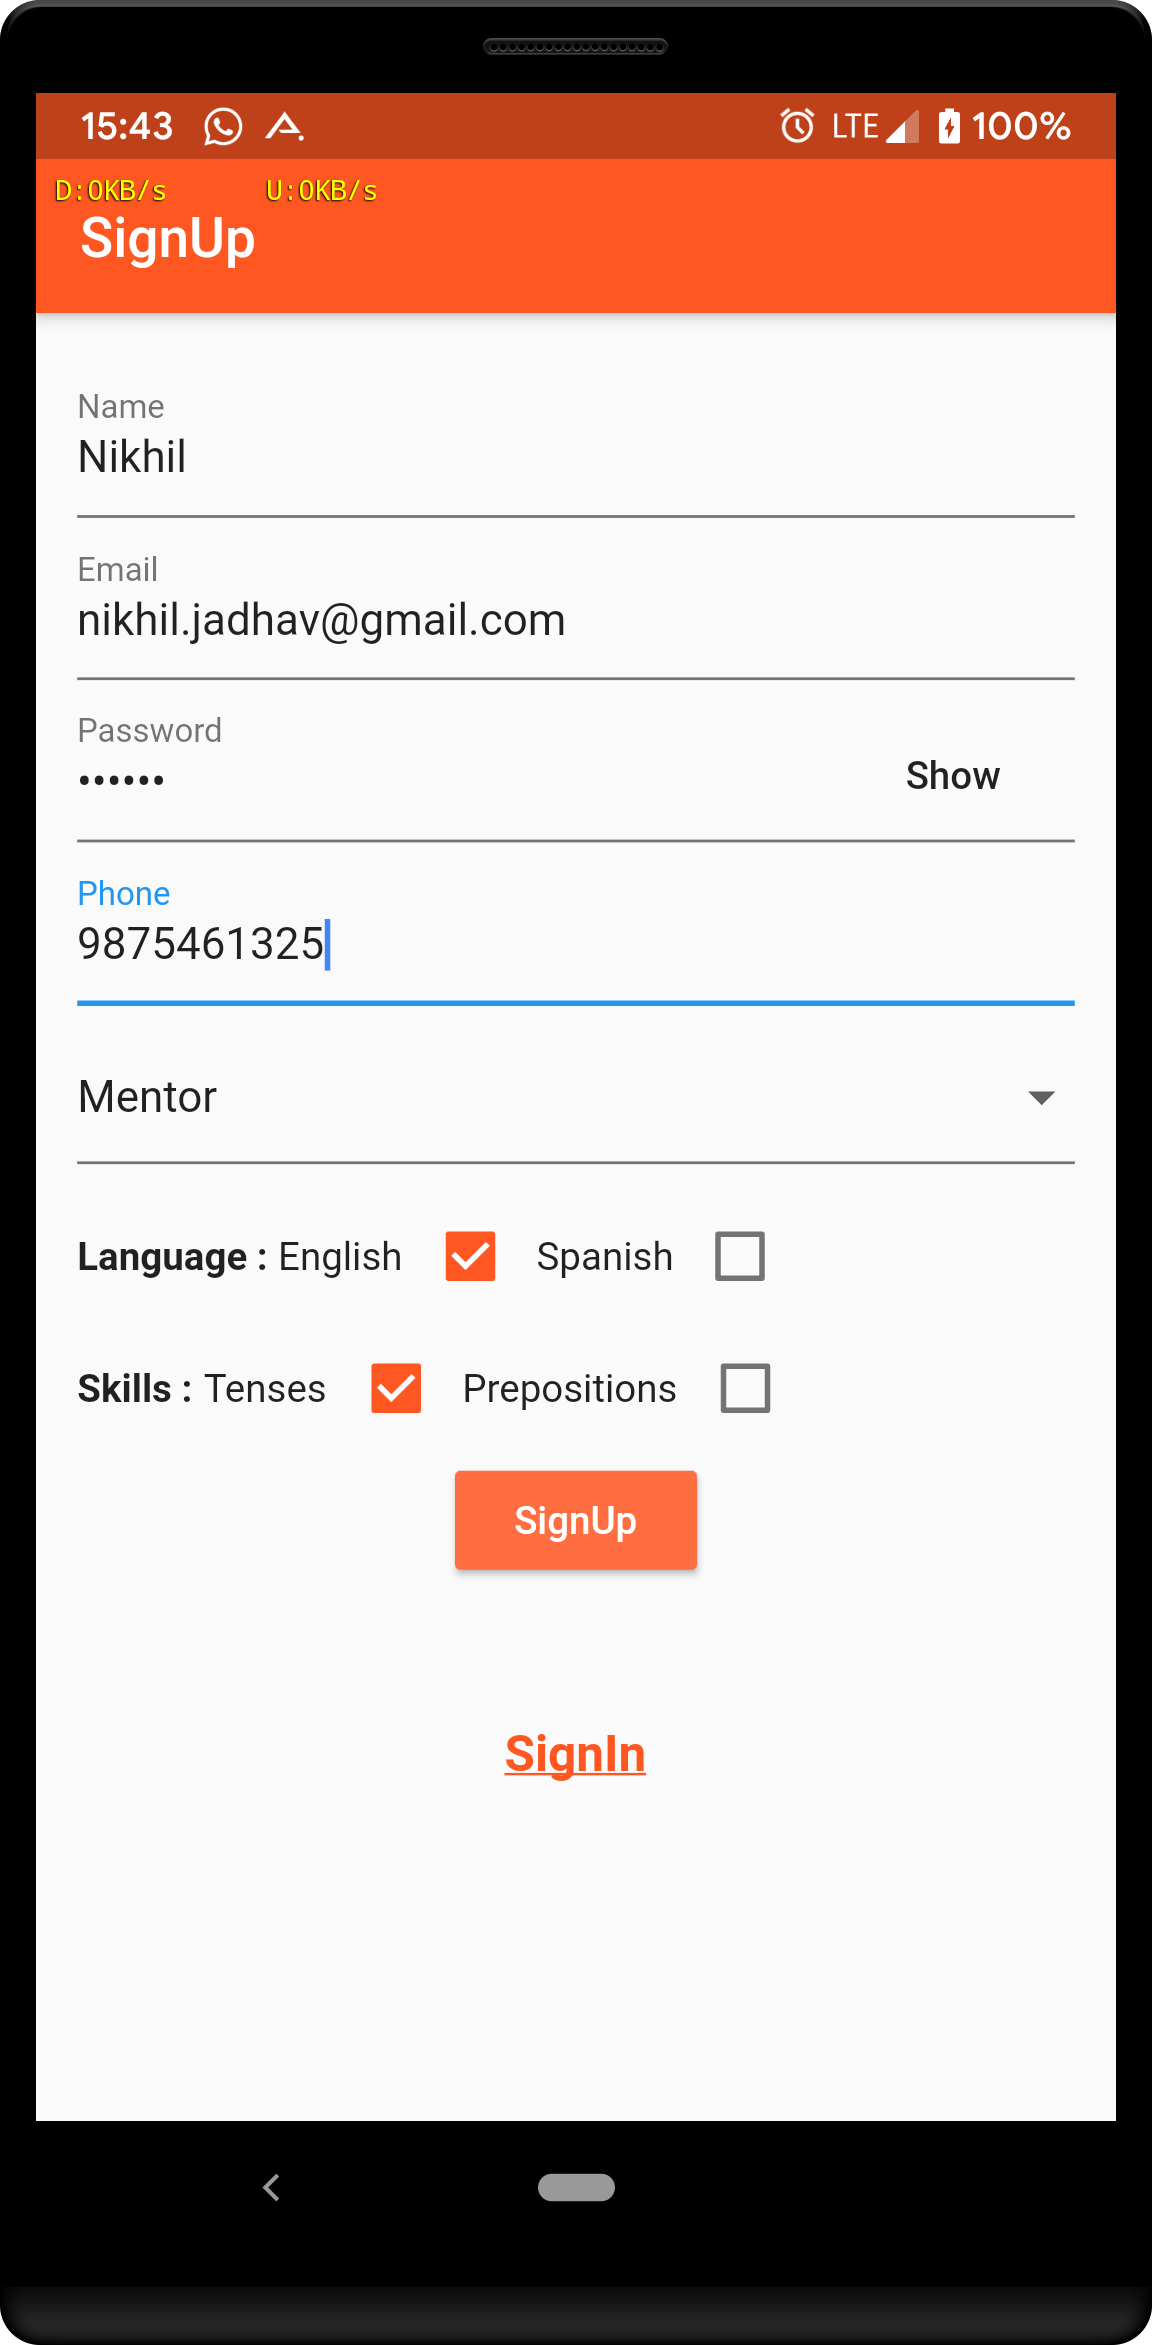 15:43 LTE 100%
D:0KB/s U:0KB/s
SignUp
Name
Nikhil
Email
nikhil.jadhav@gmail.com
Password
••••••
Show
Phone
9875461325
Mentor
Language : English Spanish
Skills : Tenses Prepositions
SignUp
SignIn